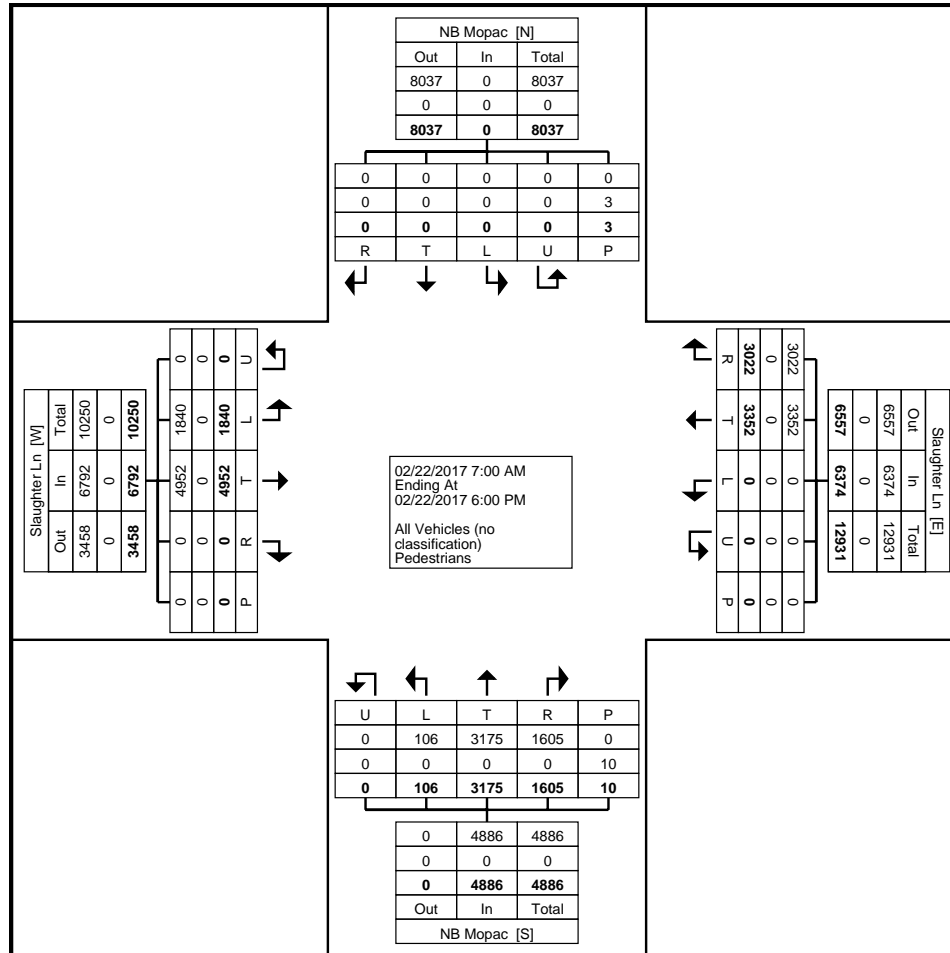 NB Mopac [N]
Out In Total
8037 0 8037
0 0 0
8037 0 8037
0 0 0 0 0
0 0 0 0 3
0 0 0 0 3
R T L U P
Slaughter Ln [W]
Total In Out
10250 6792 3458
0 0 0
10250 6792 3458
0 1840 4952 0 0
0 0 0 0 0
0 1840 4952 0 0
U L T R P
02/22/2017 7:00 AM
Ending At
02/22/2017 6:00 PM
All Vehicles (no
classification)
Pedestrians
Slaughter Ln [E]
Out In Total
6557 6374 12931
0 0 0
6557 6374 12931
3022 3352 0 0 0
0 0 0 0 0
3022 3352 0 0 0
R T L U P
U L T R P
0 106 3175 1605 0
0 0 0 0 10
0 106 3175 1605 10
0 4886 4886
0 0 0
0 4886 4886
Out In Total
NB Mopac [S]